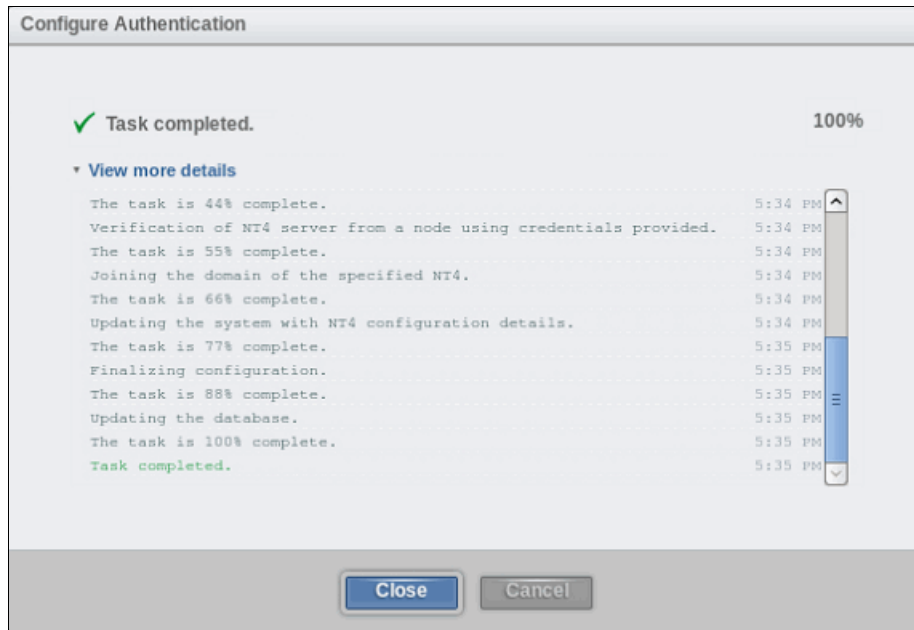 Configure Authentication
Task completed. 100%
View more details
The task is 44% complete. 5:34 PM
Verification of NT4 server from a node using credentials provided. 5:34 PM
The task is 55% complete. 5:34 PM
Joining the domain of the specified NT4. 5:34 PM
The task is 66% complete. 5:34 PM
Updating the system with NT4 configuration details. 5:34 PM
The task is 77% complete. 5:35 PM
Finalizing configuration. 5:35 PM
The task is 88% complete. 5:35 PM
Updating the database. 5:35 PM
The task is 100% complete. 5:35 PM
Task completed. 5:35 PM
Close Cancel